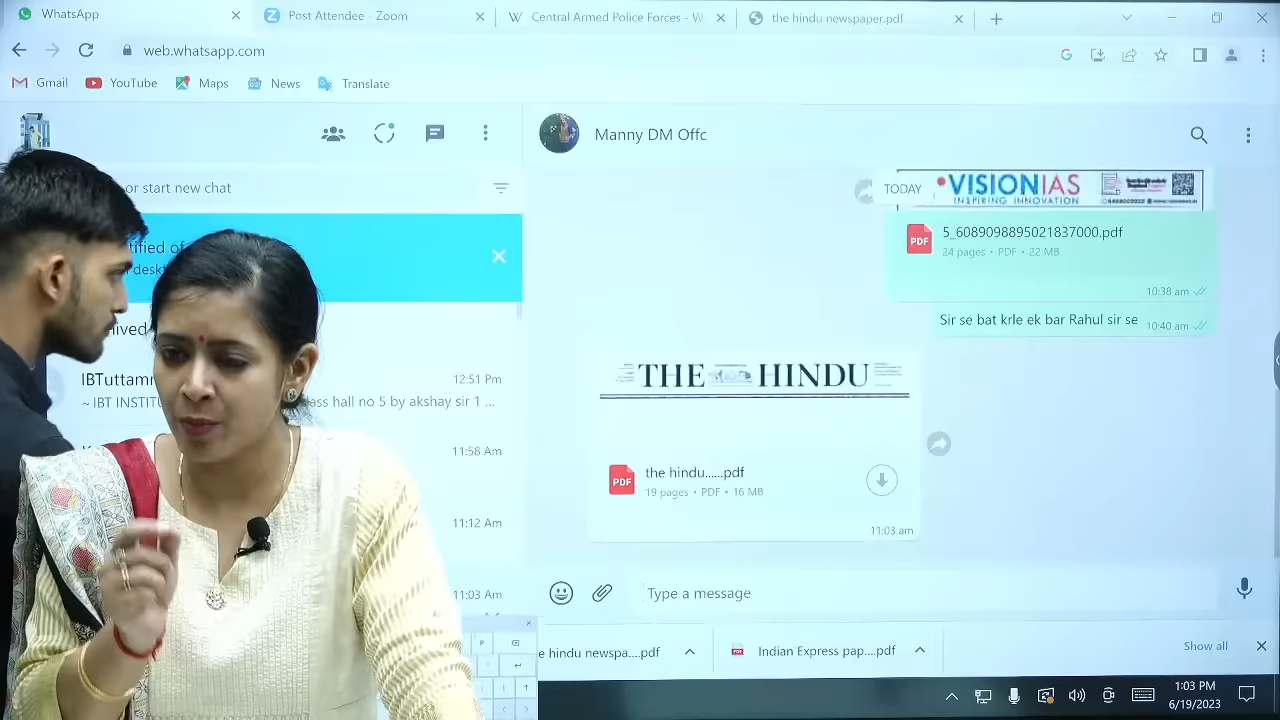 WhatsApp
Post Attendee - Zoom
Central Armed Police Forces - W
the hindu newspaper.pdf
web.whatsapp.com
Gmail
YouTube
Maps
News
Translate
Manny DM Offc
or start new chat
TODAY
VISIONIAS
INSPIRING INNOVATION
5_6089098895021837000.pdf
24 pages • PDF • 22 MB
10:38 am
Sir se bat krle ek bar Rahul sir se
10:40 am
THE HINDU
PDF
the hindu......pdf
19 pages • PDF • 16 MB
11:03 am
12:51 Pm
~ IBT
ass hall no 5 by akshay sir 1 ...
11:58 Am
11:12 Am
11:03 Am
Type a message
e hindu newspa....pdf
Indian Express pap....pdf
Show all
1:03 PM
6/19/2023